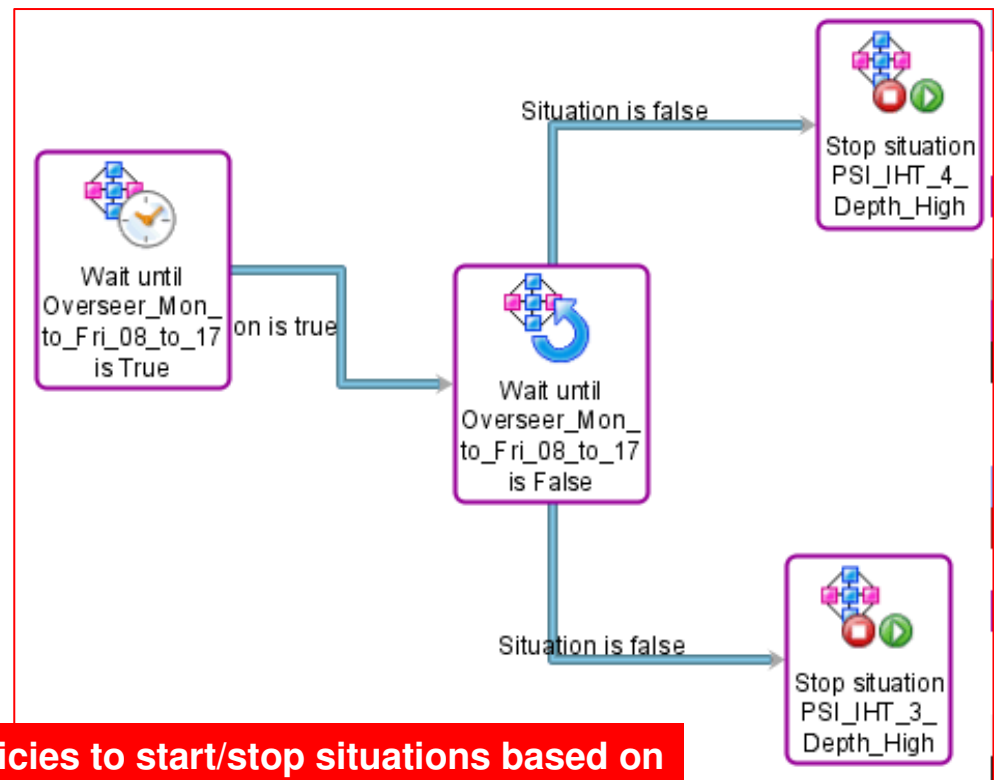 Situation is false
Stop situation
PSI_IHT_4_
Depth_High
Wait until
Overseer_Mon_
to_Fri_08_to_17
is True
on is true
Wait until
Overseer_Mon_
to_Fri_08_to_17
is False
Situation is false
Stop situation
PSI_IHT_3_
Depth_High
icies to start/stop situations based on